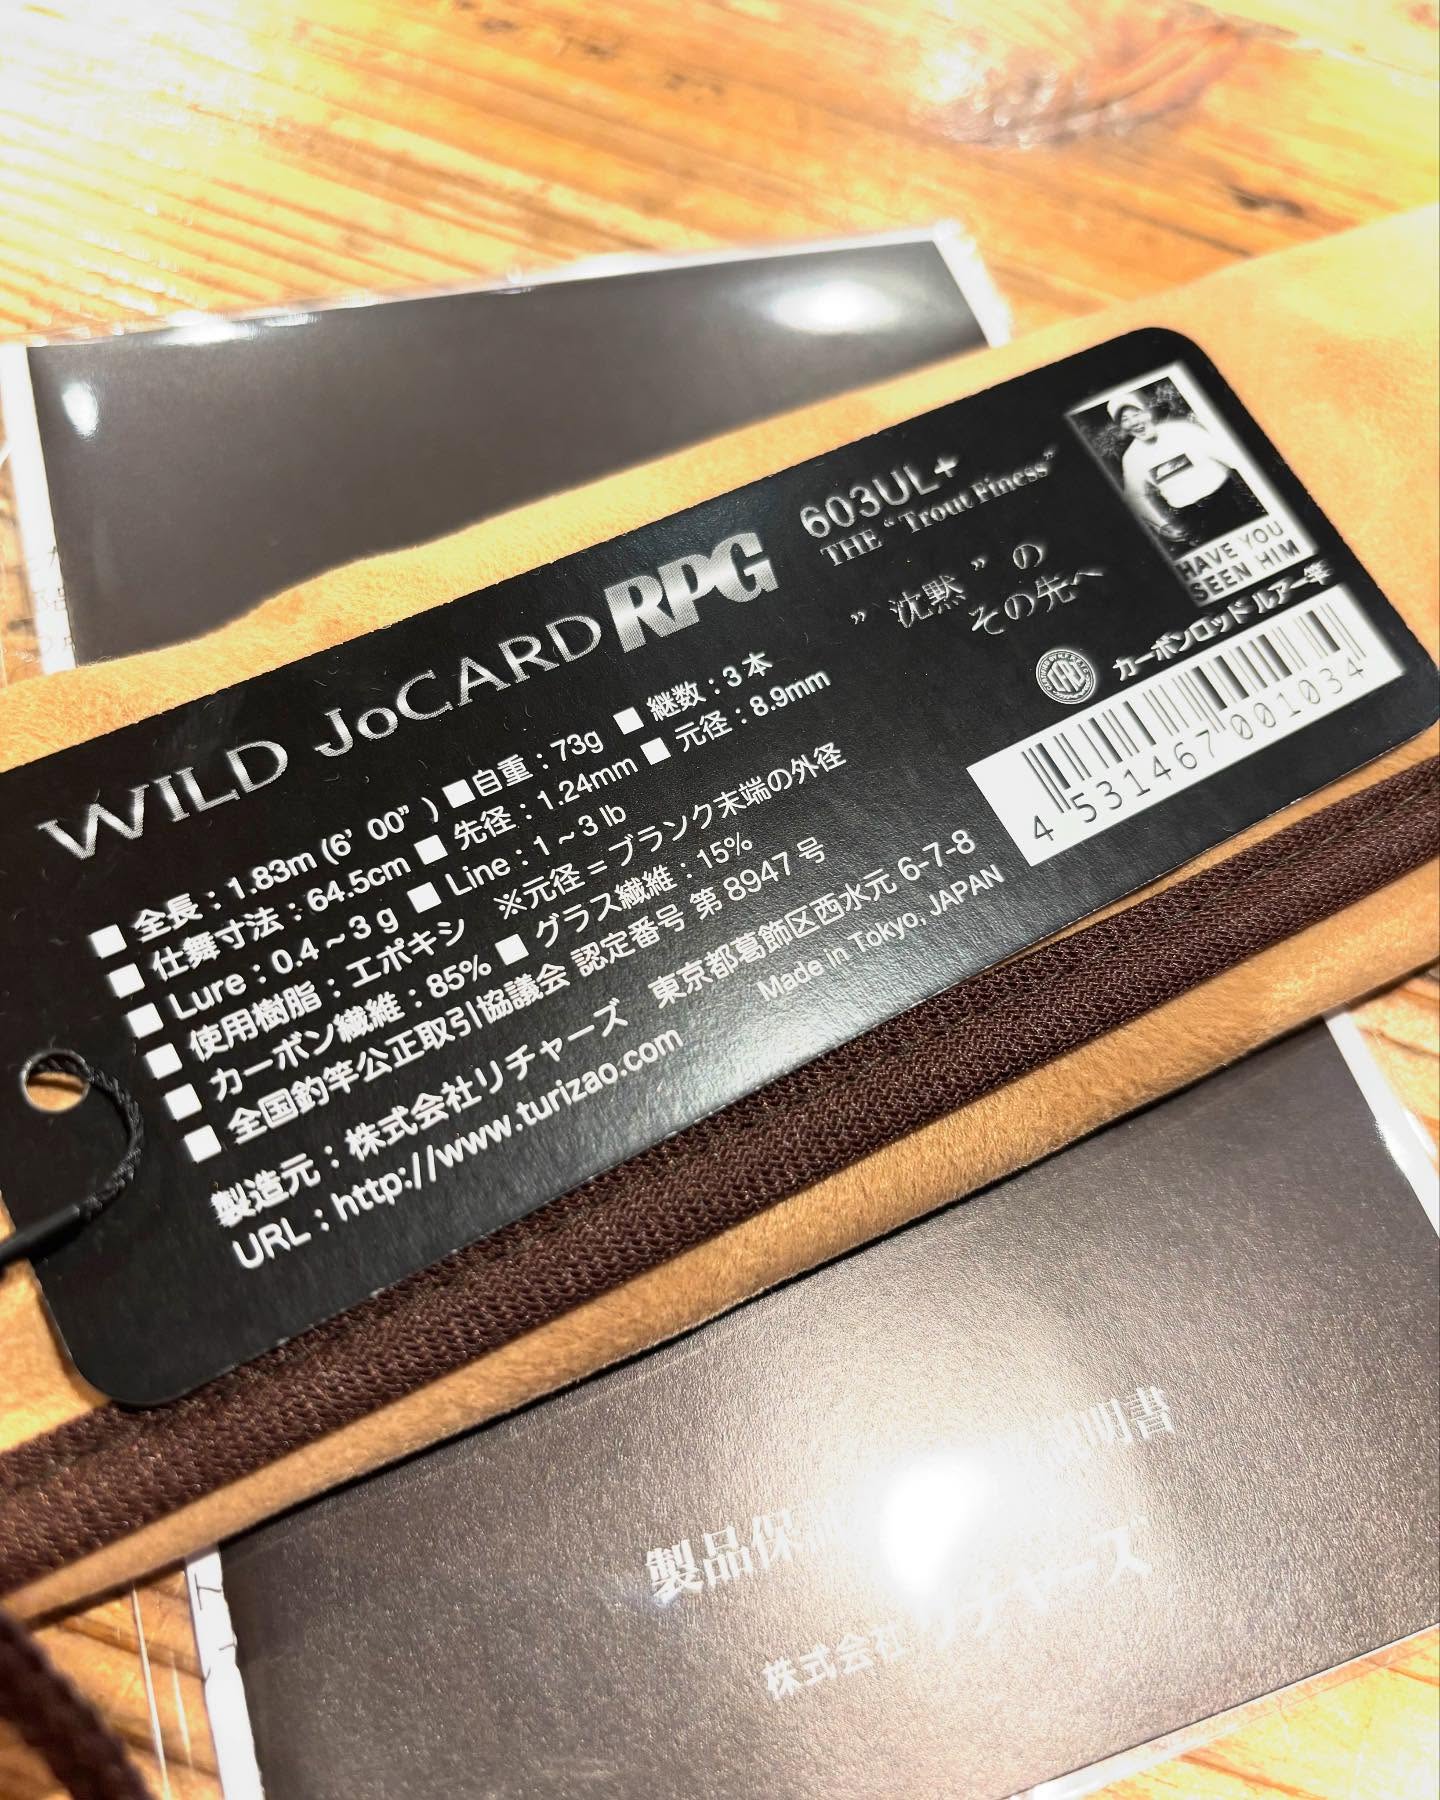 WILD JoCARD RPG
603UL+
THE "Trout Finess"
” 沈黙 ” の
その先へ
HAVE YOU
SEEN HIM
■ 全長：1.83m (6’ 00” ) ■自重：73g ■ 継数：3 本
■ 仕舞寸法：64.5cm ■ 先径：1.24mm ■ 元径：8.9mm
■ Lure：0.4～3 g ■ Line：1～3 lb
■ 使用樹脂：エポキシ ※元径＝ブランク末端の外径
■ カーボン繊維：85% ■ グラス繊維：15%
■ 全国釣竿公正取引協議会 認定番号 第 8947 号
製造元：株式会社リチャーズ 東京都葛飾区西水元 6-7-8
URL：http://www.turizao.com
Made in Tokyo, JAPAN
カーボンロッド ルアー竿
4 531467 001034
製品保 明書
株式会社 リチャーズ